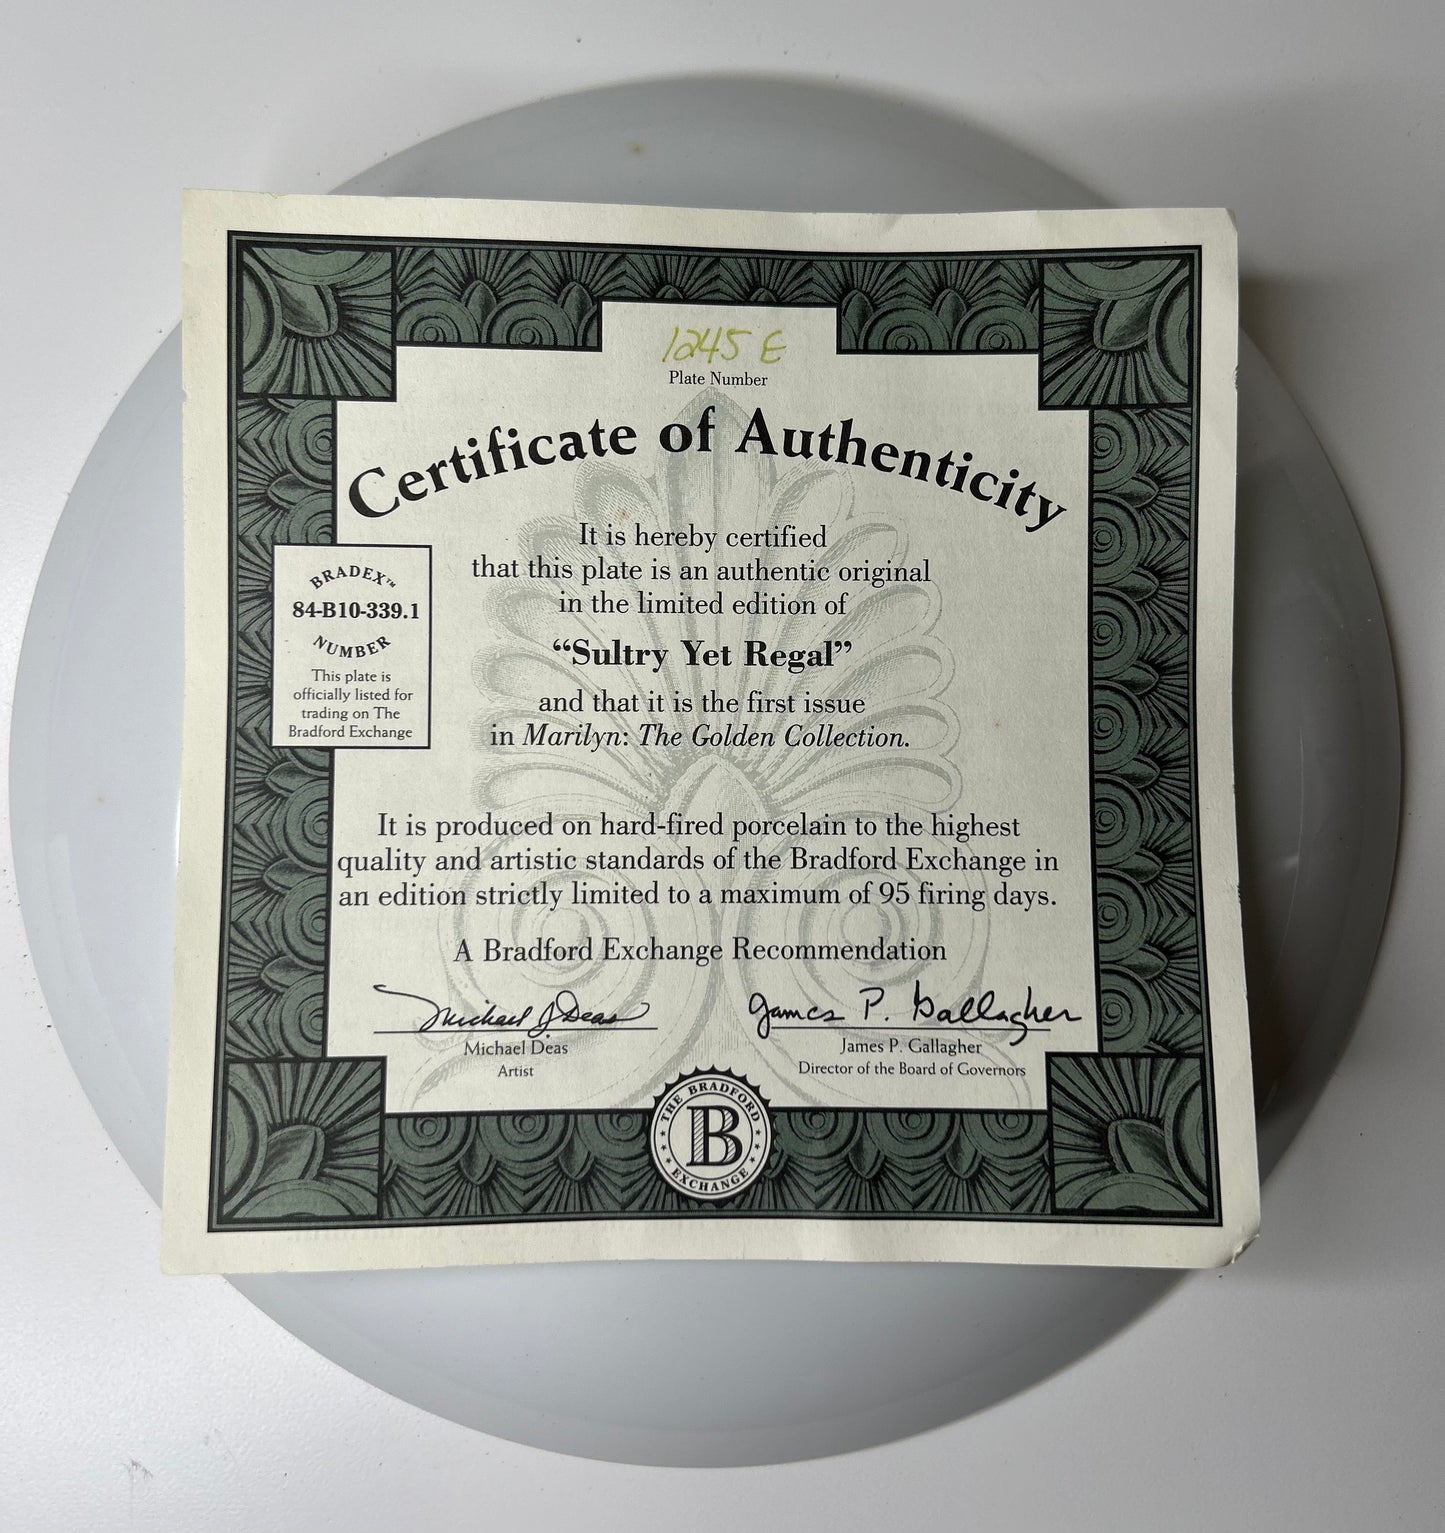 1245 E
Plate Number
Certificate of Authenticity
It is hereby certified
that this plate is an authentic original
in the limited edition of
“Sultry Yet Regal”
and that it is the first issue
in Marilyn: The Golden Collection.
BRADEX™
84-B10-339.1
NUMBER
This plate is
officially listed for
trading on The
Bradford Exchange
It is produced on hard-fired porcelain to the highest
quality and artistic standards of the Bradford Exchange in
an edition strictly limited to a maximum of 95 firing days.
A Bradford Exchange Recommendation
Michael J. Deas
Michael Deas
Artist
James P. Gallagher
James P. Gallagher
Director of the Board of Governors
THE BRADFORD
B
EXCHANGE